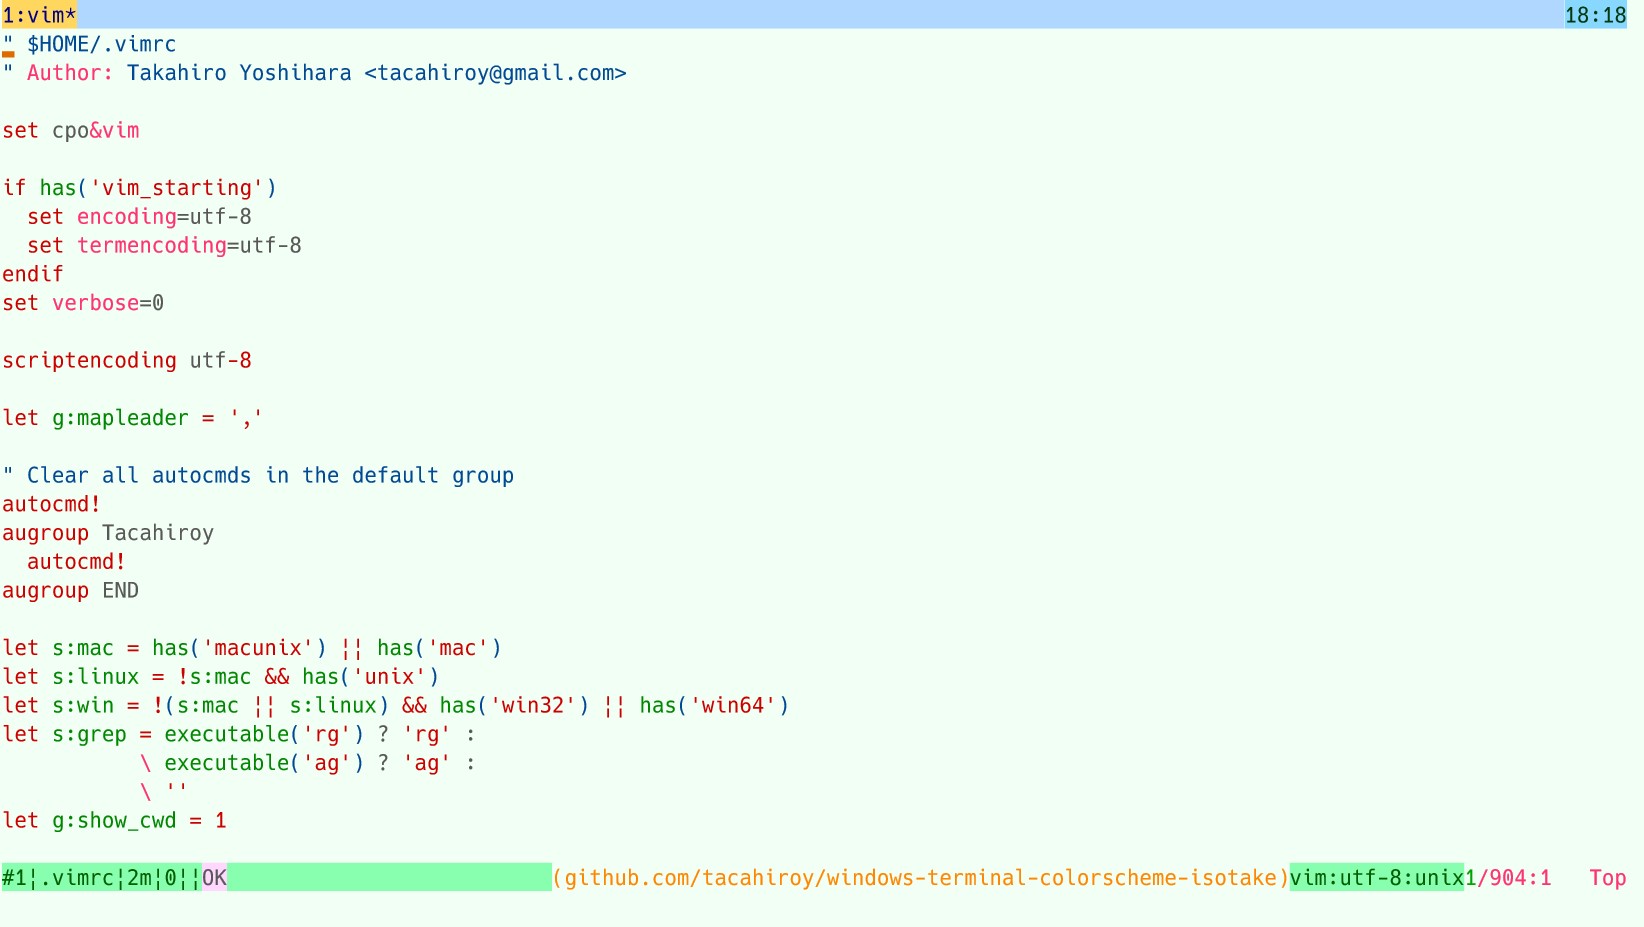 1:vim* 18:18
" $HOME/.vimrc
" Author: Takahiro Yoshihara <tacahiroy@gmail.com>
set cpo&vim
if has('vim_starting')
  set encoding=utf-8
  set termencoding=utf-8
endif
set verbose=0
scriptencoding utf-8
let g:mapleader = ','
" Clear all autocmds in the default group
autocmd!
augroup Tacahiroy
  autocmd!
augroup END
let s:mac = has('macunix') || has('mac')
let s:linux = !s:mac && has('unix')
let s:win = !(s:mac || s:linux) && has('win32') || has('win64')
let s:grep = executable('rg') ? 'rg' :
           \ executable('ag') ? 'ag' :
           \ ''
let g:show_cwd = 1
#1¦.vimrc¦2m¦0¦¦OK (github.com/tacahiroy/windows-terminal-colorscheme-isotake)vim:utf-8:unix1/904:1   Top